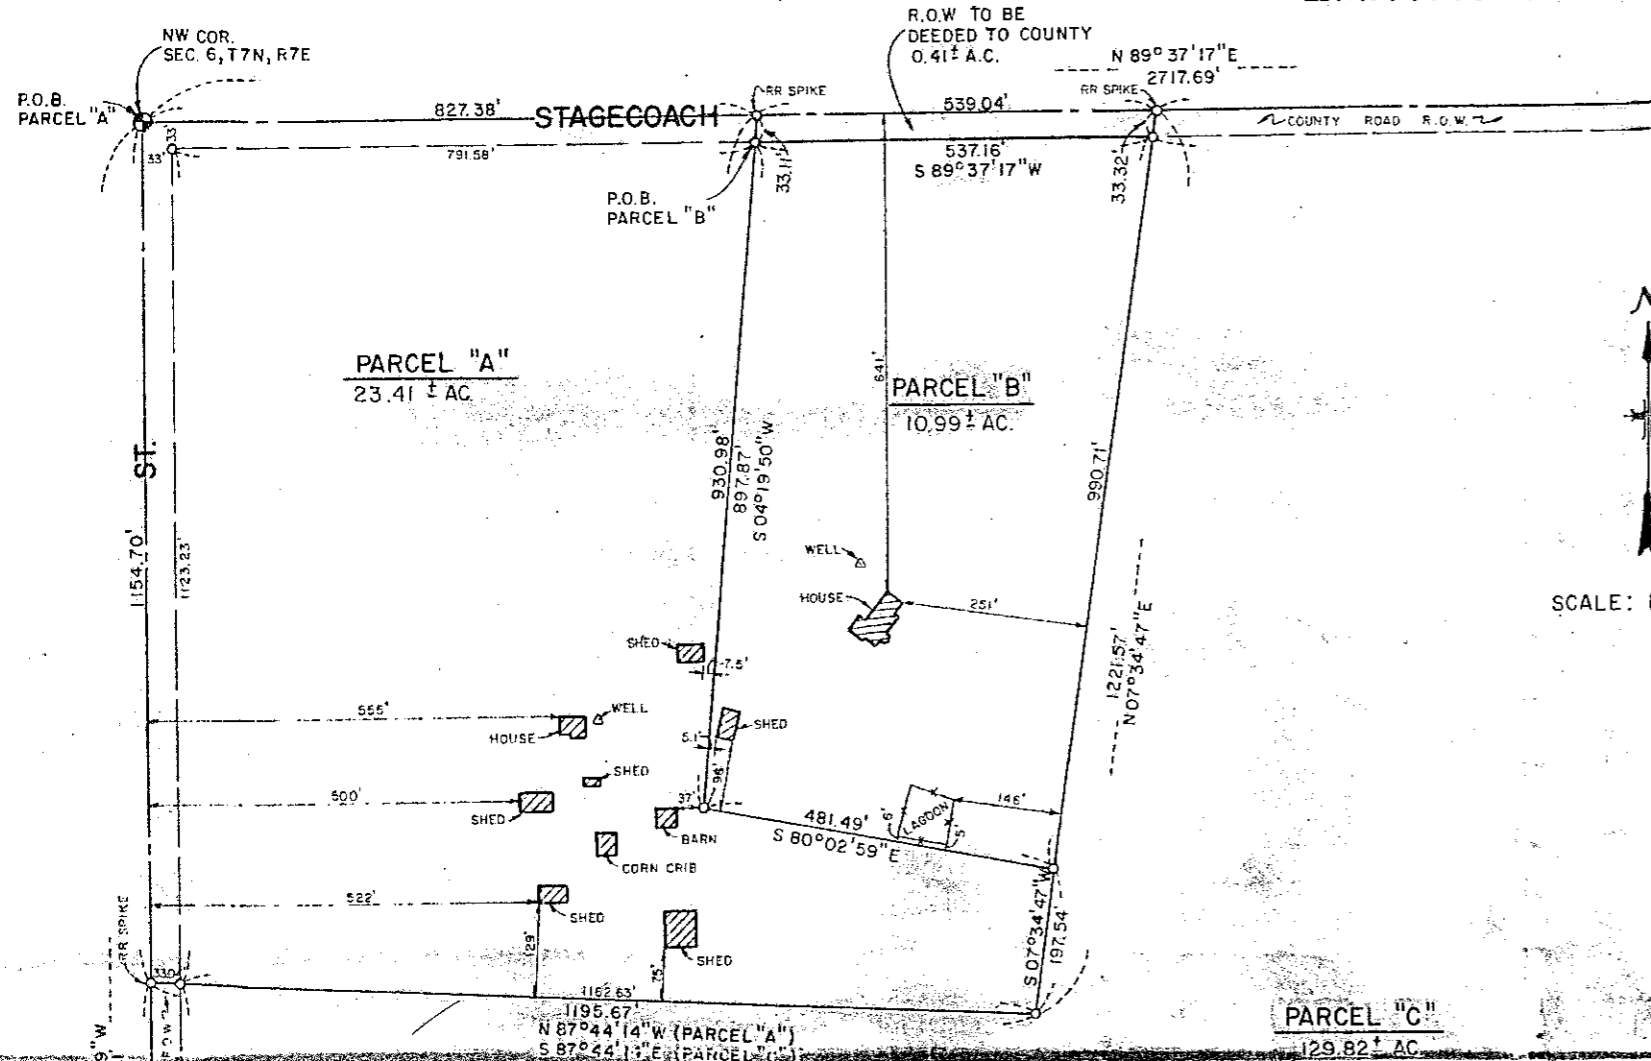 NW COR.
SEC. 6, T7N, R7E
P.O.B.
PARCEL "A"
R.O.W TO BE
DEEDED TO COUNTY
0.41± A.C.
N 89° 37' 17" E
2717.69'
RR SPIKE
RR SPIKE
827.38'
STAGECOACH
539.04'
COUNTY ROAD R.O.W.
33'
33'
791.58'
33.11'
537.16'
S 89° 37' 17" W
33.32'
P.O.B.
PARCEL "B"
PARCEL "A"
23.41 ± AC.
641'
PARCEL "B"
10.99 ± AC.
ST.
1154.70'
1123.23'
930.98'
897.87'
S 04° 19' 50" W
990.71'
1221.57'
N 07° 34' 47" E
SCALE:
WELL
HOUSE
251'
SHED
7.5'
555'
WELL
HOUSE
SHED
5.1'
96'
SHED
500'
SHED
37'
BARN
CORN CRIB
481.49'
S 80° 02' 59" E
6'
LAGOON
5'
146'
522'
SHED
129'
SHED
75'
S 07° 34' 47" W
197.54'
RR SPIKE
1162.63'
1195.67'
N 87° 44' 14" W (PARCEL "A")
PARCEL "C"
129.82 ± AC.